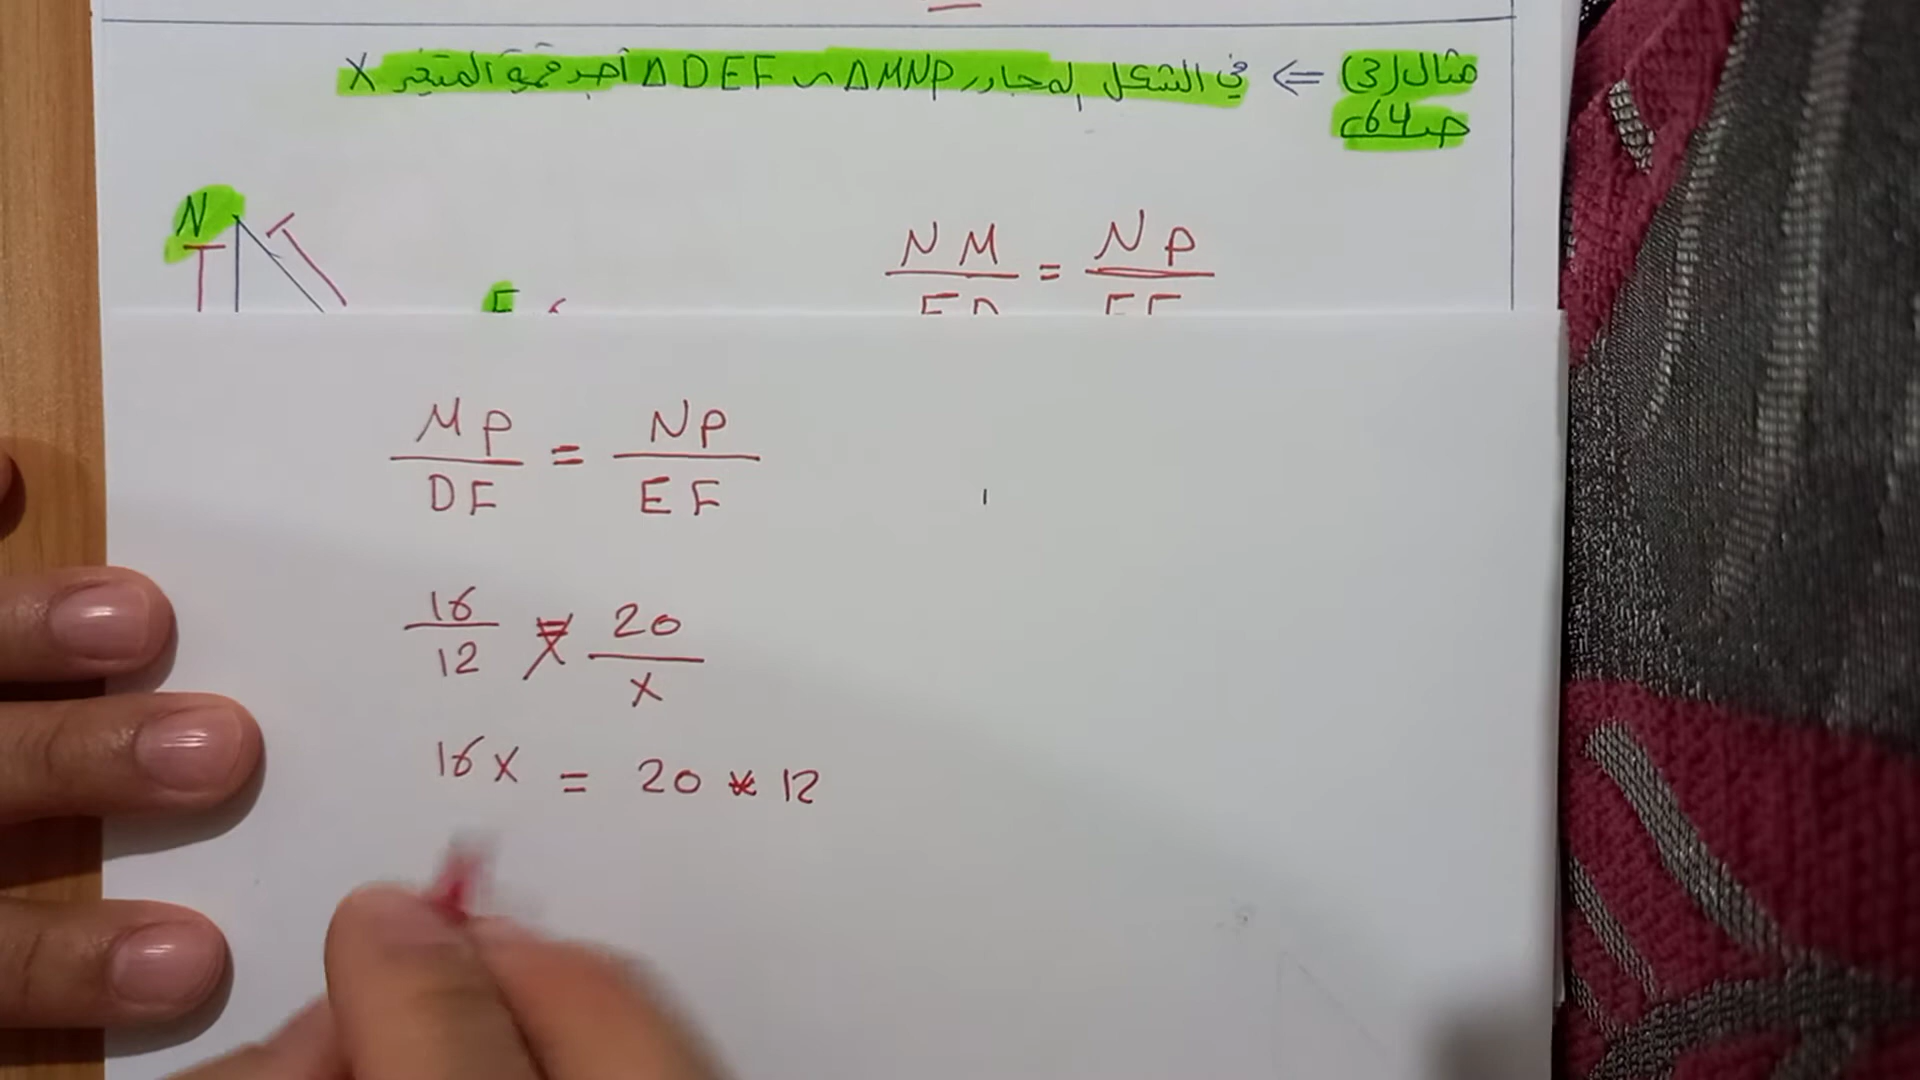 مثال (3) ⇐ في الشكل المجاور ΔDEF ~ ΔMNP أجد قيمة المتغير X
ص64
N
NM = NP
MP = NP
DF EF
16 = 20
12 X
16X = 20 * 12